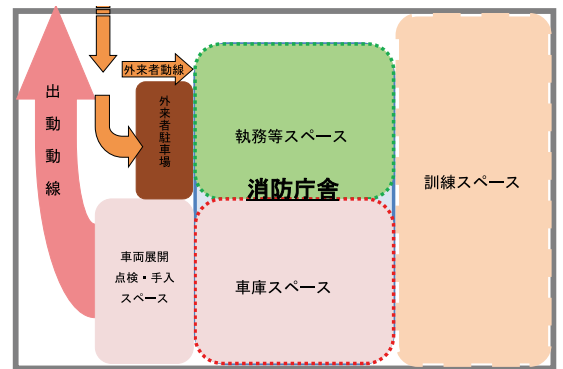 出動動線
外来者動線
外来者駐車場
執務等スペース
消防庁舎
訓練スペース
車両展開
点検・手入
スペース
車庫スペース